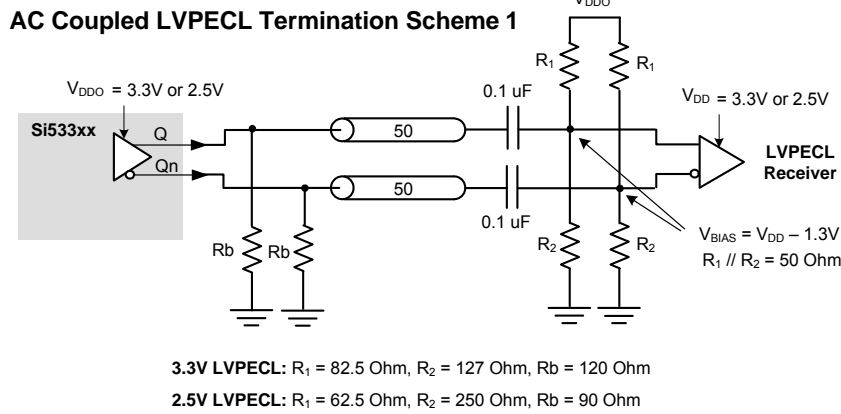 V_DDO
AC Coupled LVPECL Termination Scheme 1
R₁
R₁
V_DDO = 3.3V or 2.5V
0.1 uF
V_DD = 3.3V or 2.5V
Si533xx
Q
50
Qn
50
LVPECL
Receiver
0.1 uF
Rb
Rb
R₂
R₂
V_BIAS = V_DD – 1.3V
R₁ // R₂ = 50 Ohm
3.3V LVPECL: R₁ = 82.5 Ohm, R₂ = 127 Ohm, Rb = 120 Ohm
2.5V LVPECL: R₁ = 62.5 Ohm, R₂ = 250 Ohm, Rb = 90 Ohm